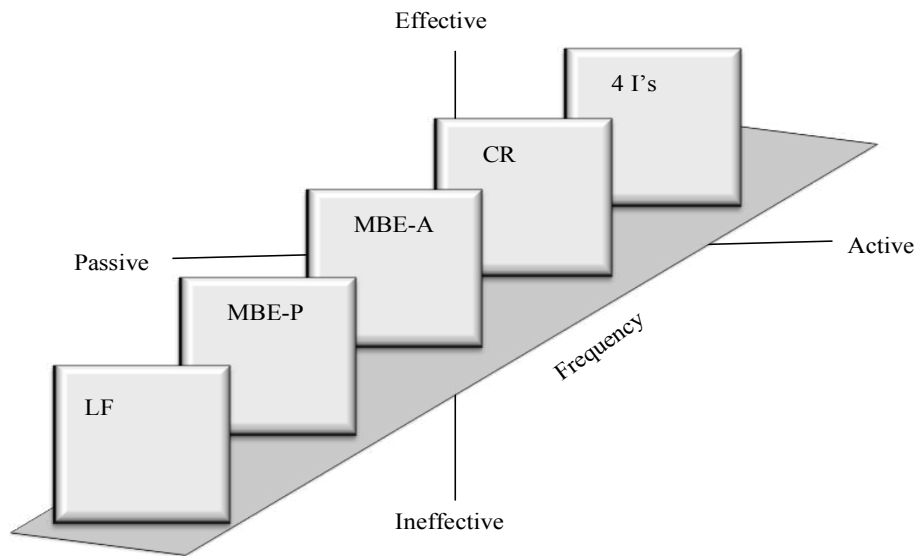 Effective
4 I’s
CR
MBE-A
Passive
Active
MBE-P
Frequency
LF
Ineffective